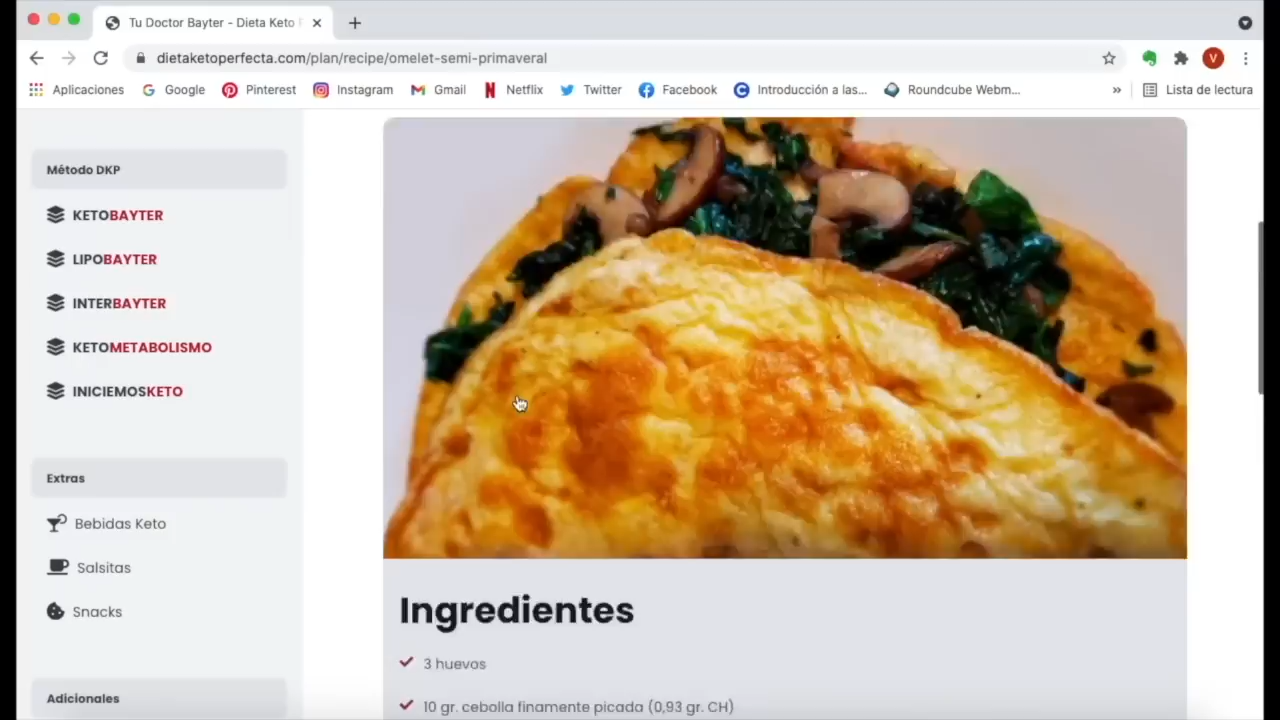 Tu Doctor Bayter - Dieta Keto
dietaketoperfecta.com/plan/recipe/omelet-semi-primaveral
V
Aplicaciones
Google
Pinterest
Instagram
Gmail
Netflix
Twitter
Facebook
Introducción a las...
Roundcube Webm...
»
Lista de lectura
Método DKP
KETOBAYTER
LIPOBAYTER
INTERBAYTER
KETOMETABOLISMO
INICIEMOSKETO
Extras
Bebidas Keto
Salsitas
Snacks
Adicionales
Ingredientes
3 huevos
10 gr. cebolla finamente picada (0,93 gr. CH)